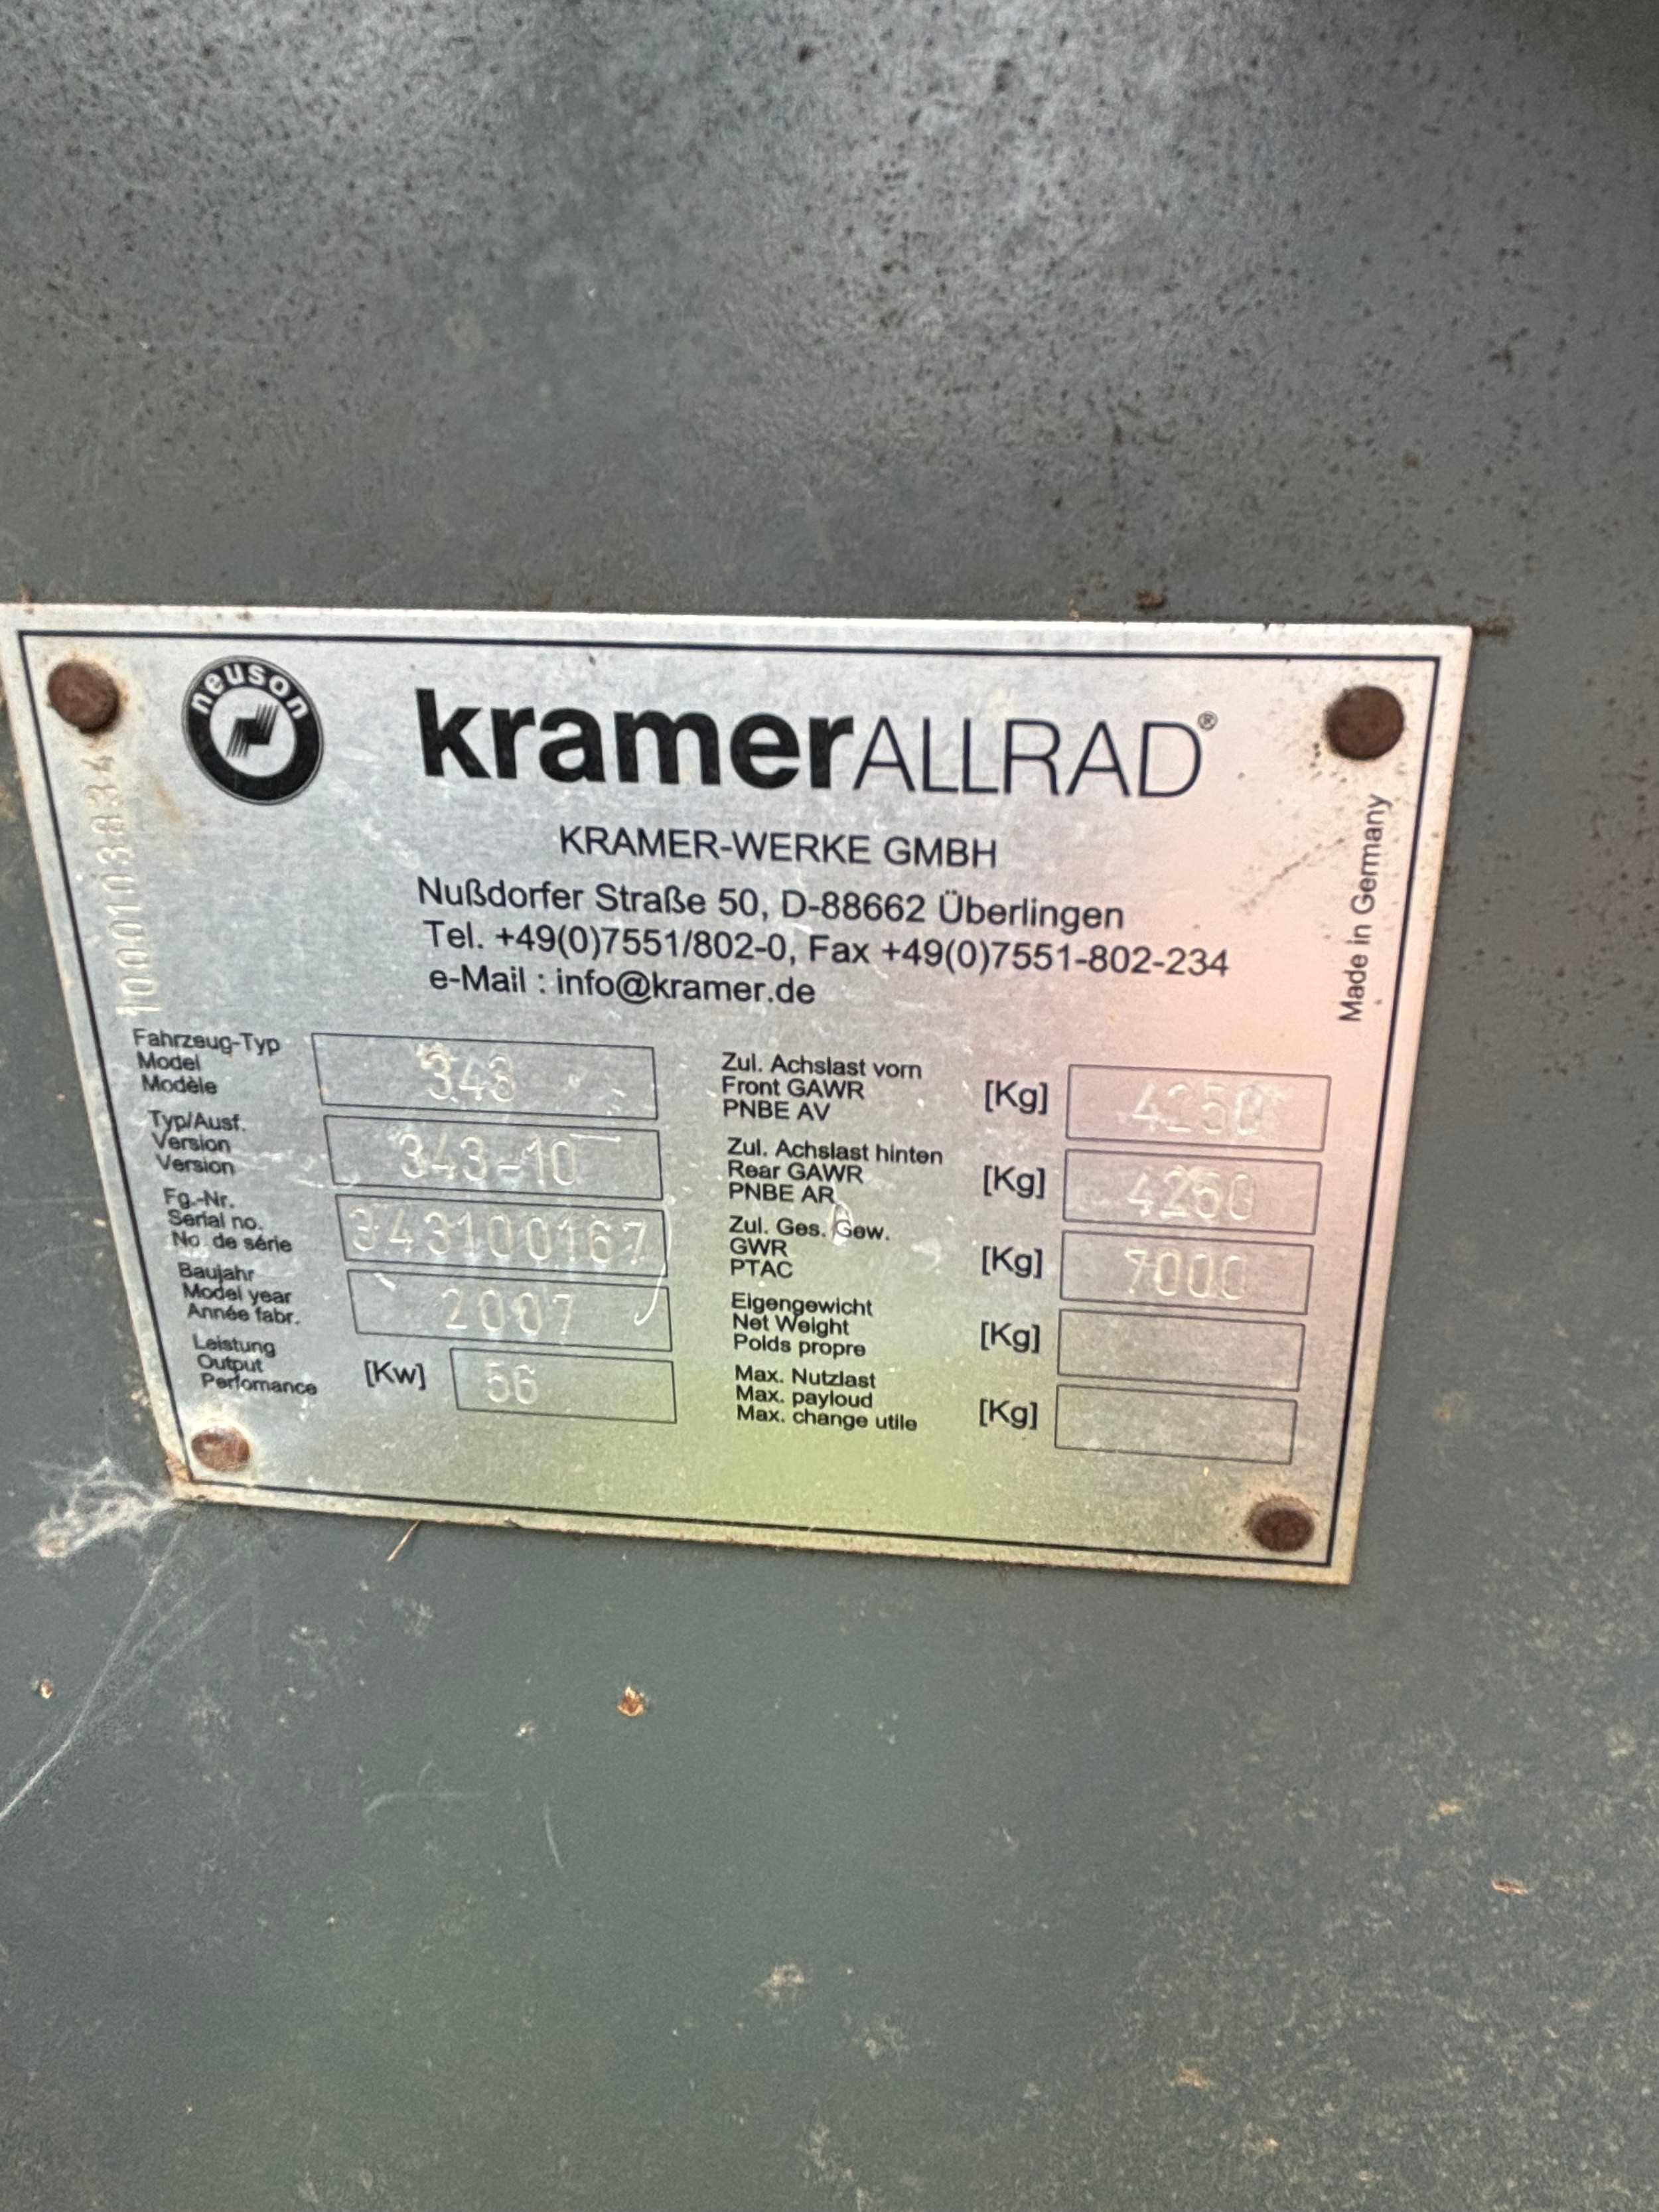 neuson
kramerALLRAD®
KRAMER-WERKE GMBH
Nußdorfer Straße 50, D-88662 Überlingen
Tel. +49(0)7551/802-0, Fax +49(0)7551-802-234
e-Mail : info@kramer.de
Made in Germany
1000103834
Fahrzeug-Typ
Model
Modèle
343
Typ/Ausf.
Version
Version
343-10
Fg.-Nr.
Serial no.
No de série
343100167
Baujahr
Model year
Année fabr.
2007
Leistung
Output
Perfomance
[Kw]
56
Zul. Achslast vorn
Front GAWR
PNBE AV
[Kg]
4250
Zul. Achslast hinten
Rear GAWR
PNBE AR
[Kg]
4250
Zul. Ges. Gew.
GWR
PTAC
[Kg]
7000
Eigengewicht
Net Weight
Polds propre
[Kg]
Max. Nutzlast
Max. payloud
Max. change utile
[Kg]